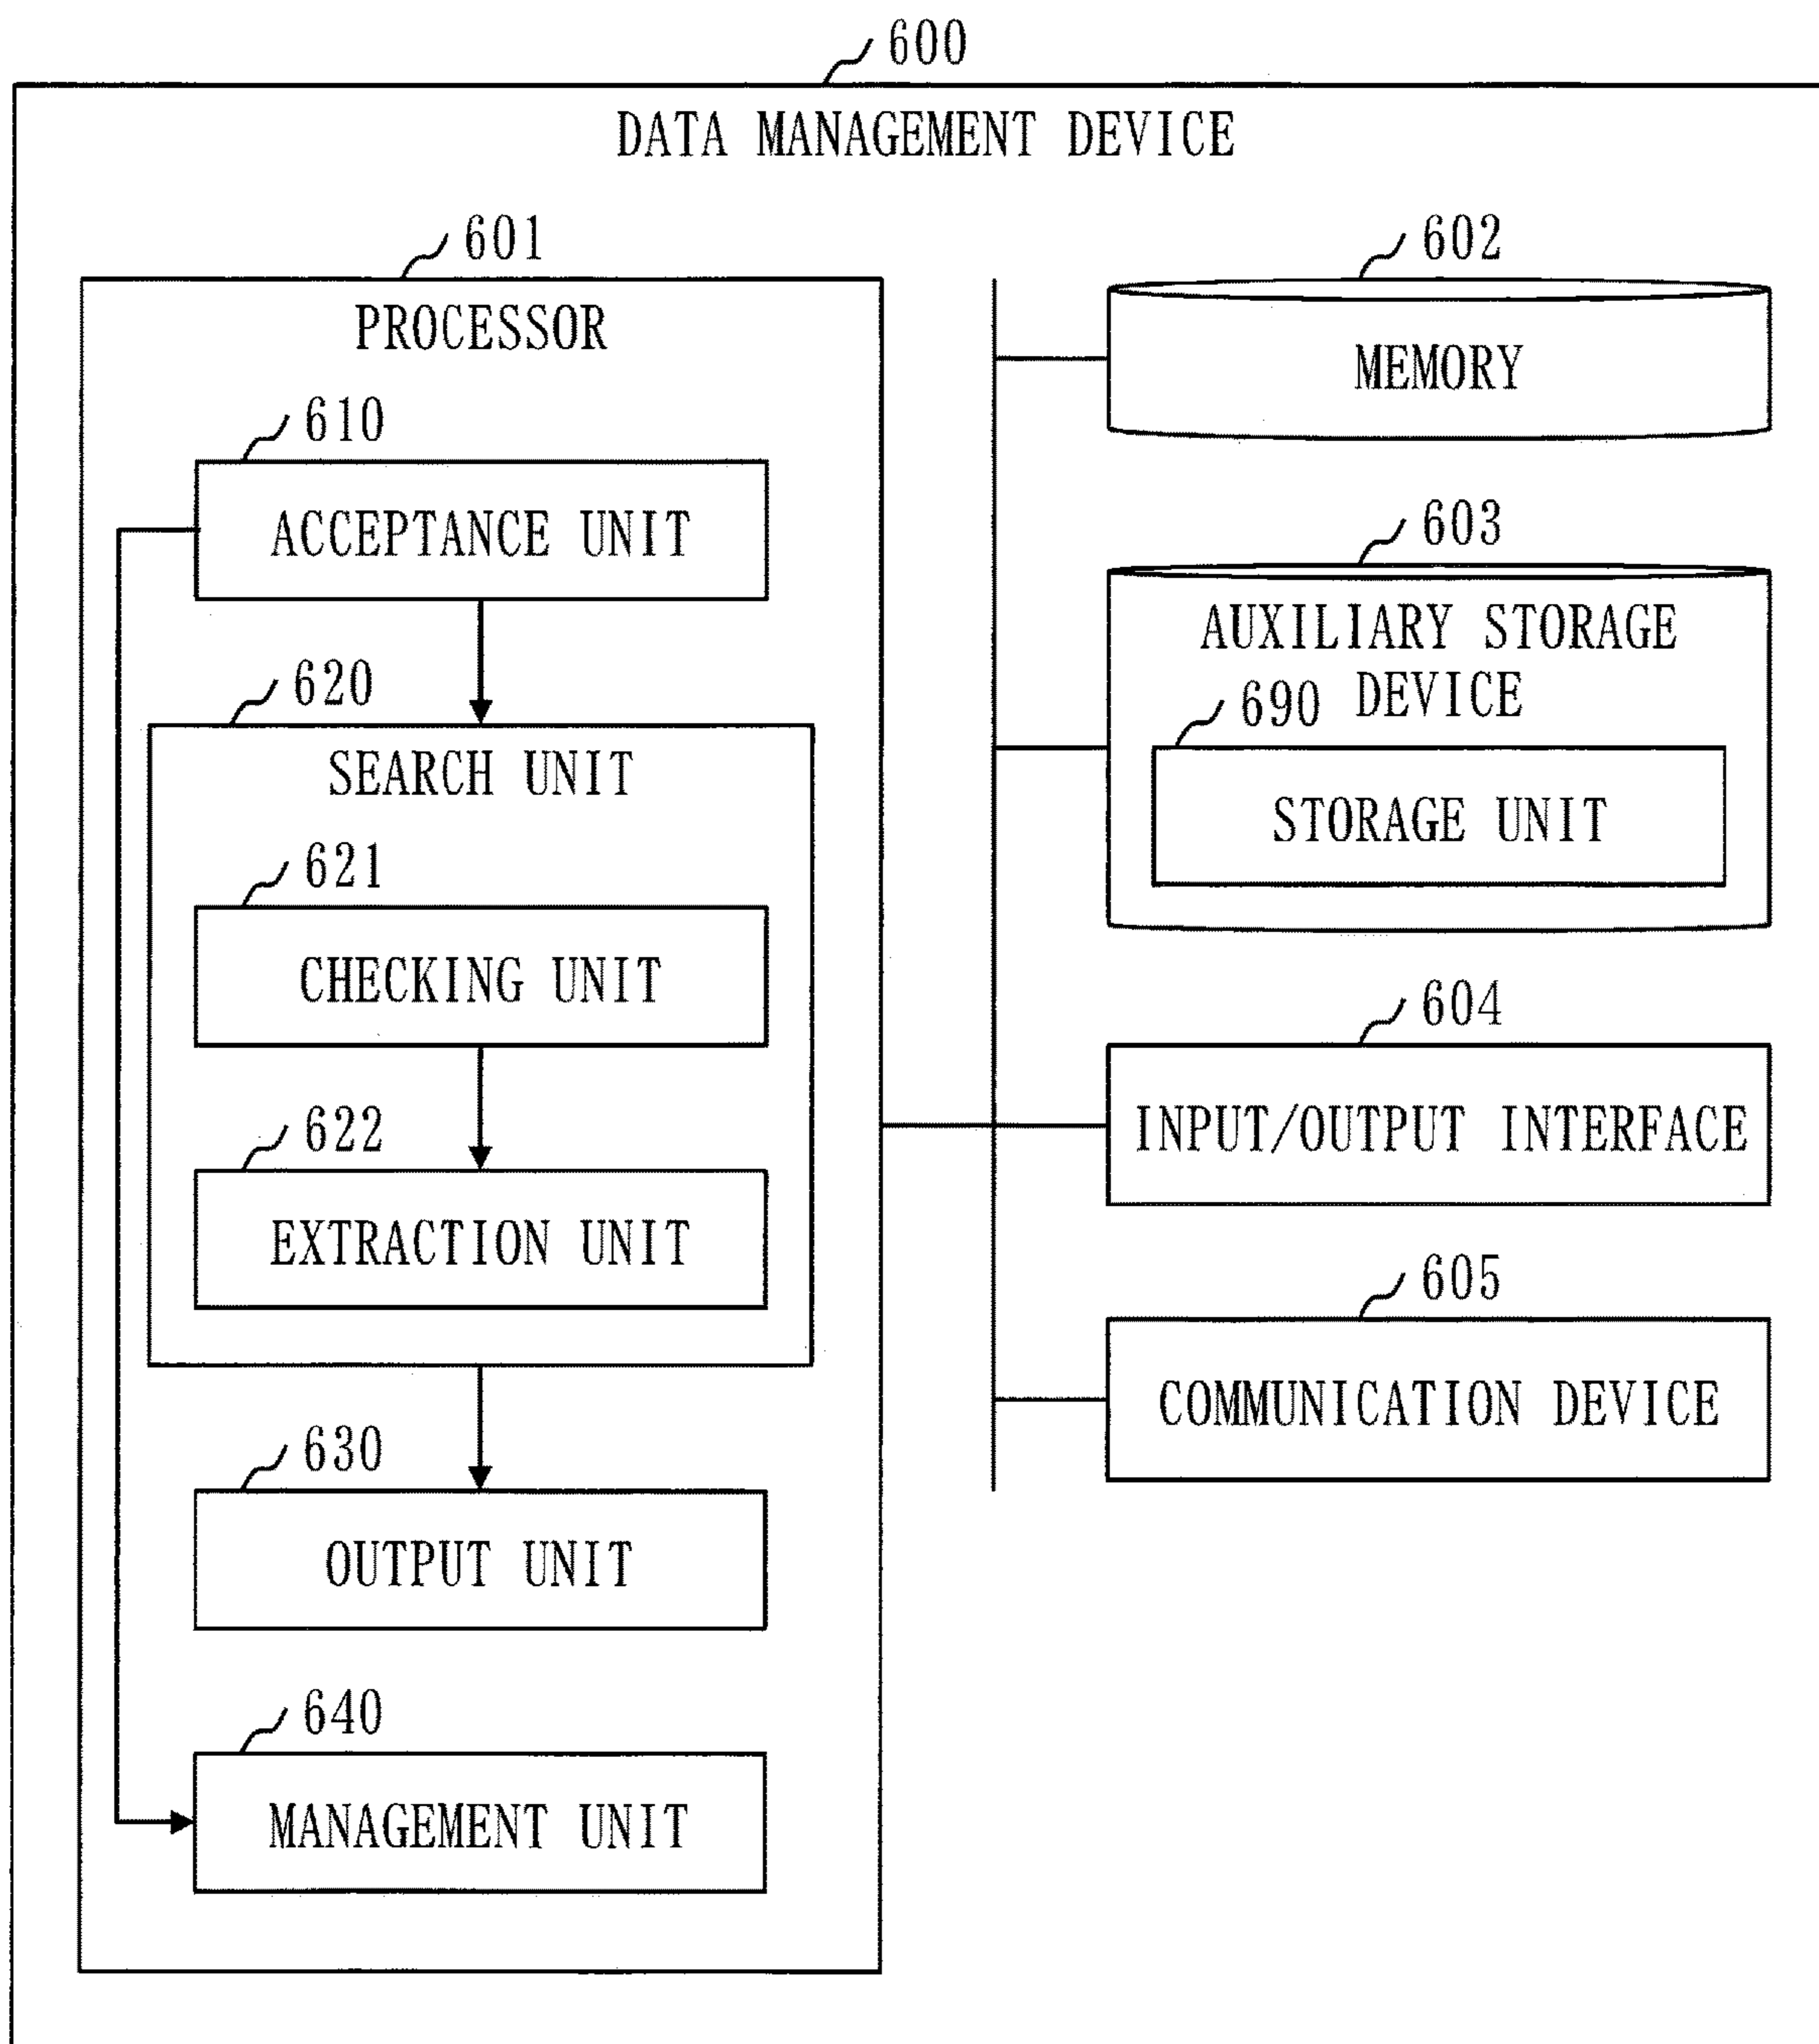 600
DATA MANAGEMENT DEVICE
601
PROCESSOR
610
ACCEPTANCE UNIT
620
SEARCH UNIT
621
CHECKING UNIT
622
EXTRACTION UNIT
630
OUTPUT UNIT
640
MANAGEMENT UNIT
602
MEMORY
603
AUXILIARY STORAGE
DEVICE
690
STORAGE UNIT
604
INPUT/OUTPUT INTERFACE
605
COMMUNICATION DEVICE